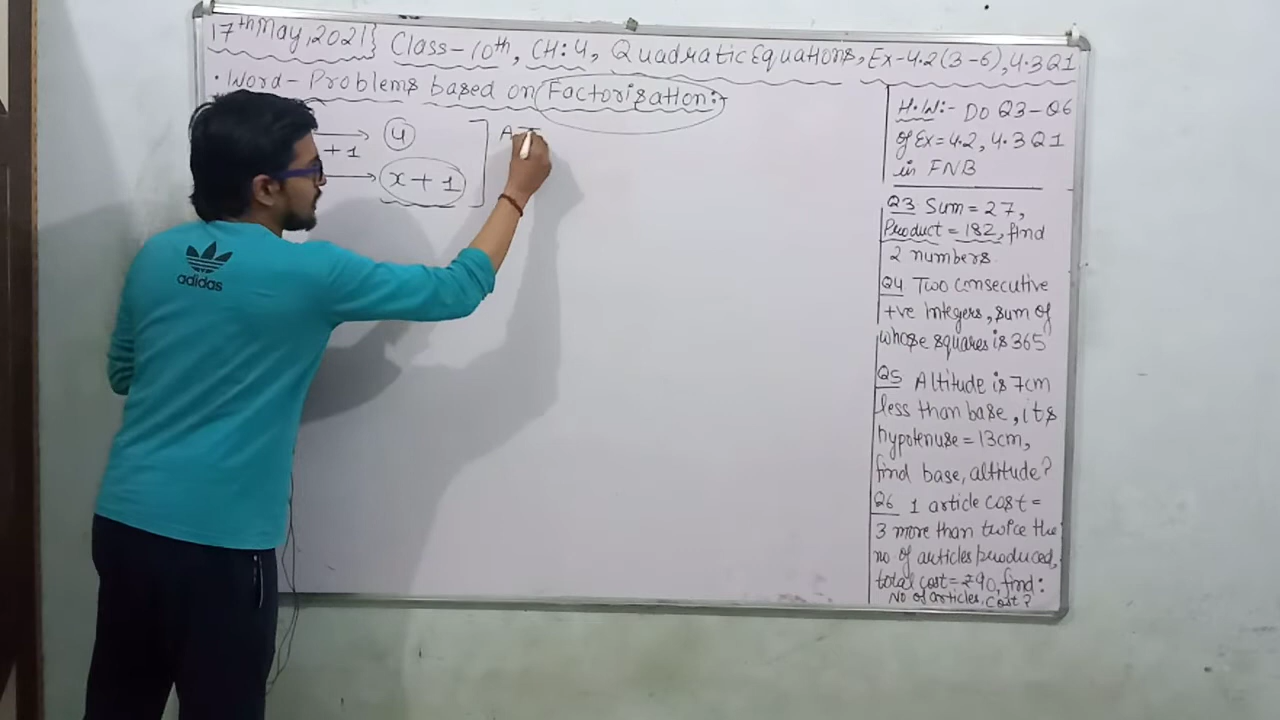 17th May, 2021} Class-10th, CH: 4, Quadratic Equations, Ex-4.2(3-6), 4.3 Q1
• Word-Problems based on Factorisation:-
→ 4
+ 1
→ x + 1
A
adidas
H.W:- Do Q3-Q6
of Ex=4.2, 4.3 Q1
in FNB
Q3 Sum = 27,
Product = 182, find
2 numbers.
Q4 Two consecutive
+ve Integers, sum of
whose squares is 365
Q5 Altitude is 7cm
less than base, its
hypotenuse = 13cm,
find base, altitude?
Q6 1 article cost =
3 more than twice the
no of articles produced,
total cost = ₹90, find:
No of articles, cost?